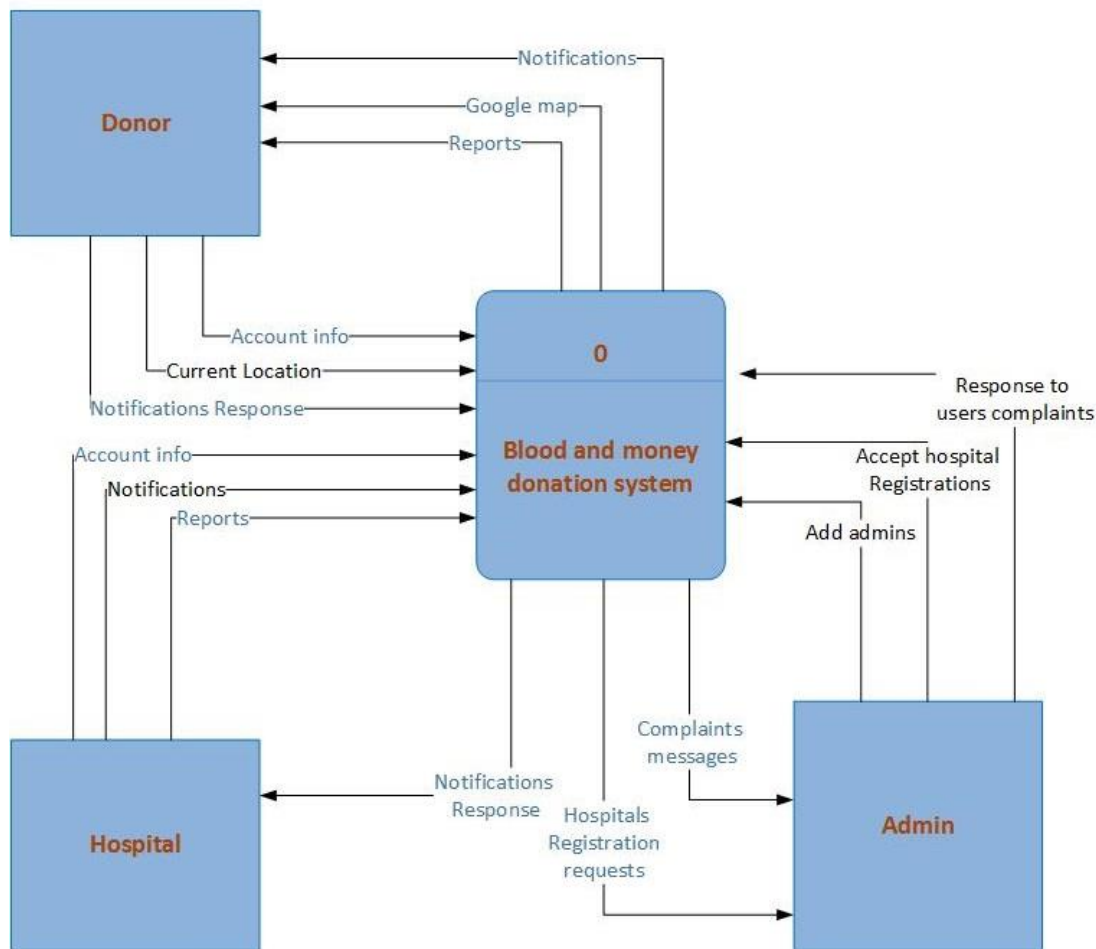 Notifications
Google map
Donor
Reports
Account info
0
Current Location
Response to
users complaints
Notifications Response
Blood and money
donation system
Account info
Accept hospital
Registrations
Notifications
Reports
Add admins
Complaints
messages
Notifications
Response
Hospitals
Registration
requests
Admin
Hospital